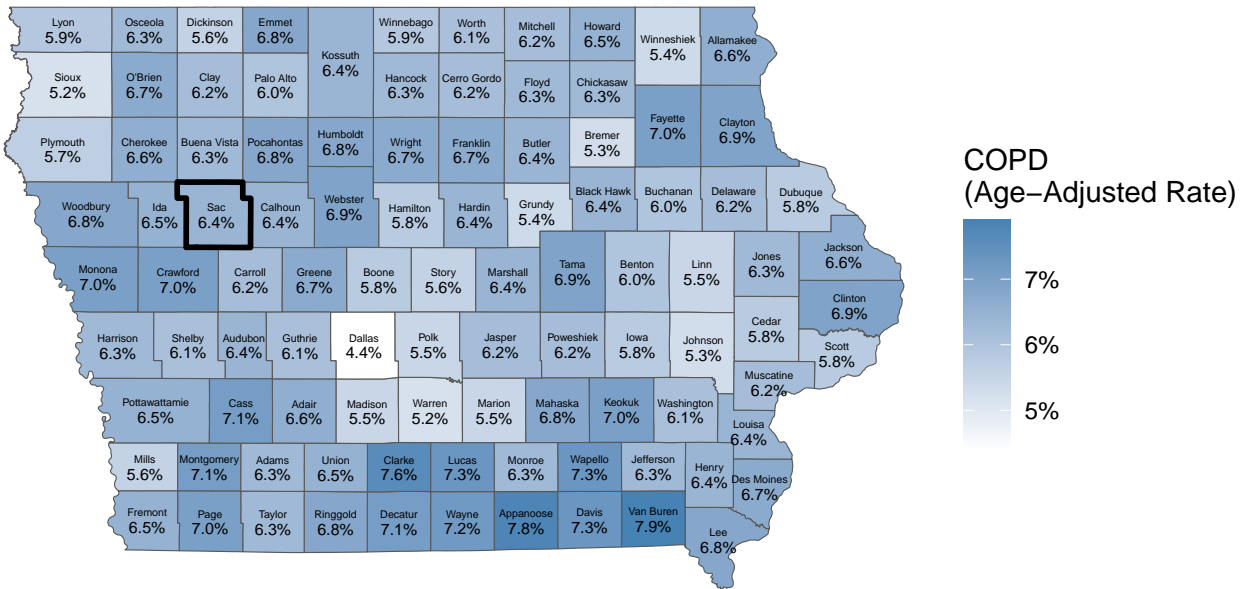 Lyon
5.9%
Osceola
6.3%
Dickinson
5.6%
Emmet
6.8%
Kossuth
6.4%
Winnebago
5.9%
Worth
6.1%
Mitchell
6.2%
Howard
6.5%
Winneshiek
5.4%
Allamakee
6.6%
Sioux
5.2%
O'Brien
6.7%
Clay
6.2%
Palo Alto
6.0%
Hancock
6.3%
Cerro Gordo
6.2%
Floyd
6.3%
Chickasaw
6.3%
Fayette
7.0%
Clayton
6.9%
Plymouth
5.7%
Cherokee
6.6%
Buena Vista
6.3%
Pocahontas
6.8%
Humboldt
6.8%
Wright
6.7%
Franklin
6.7%
Butler
6.4%
Bremer
5.3%
Woodbury
6.8%
Ida
6.5%
Sac
6.4%
Calhoun
6.4%
Webster
6.9%
Hamilton
5.8%
Hardin
6.4%
Grundy
5.4%
Black Hawk
6.4%
Buchanan
6.0%
Delaware
6.2%
Dubuque
5.8%
Monona
7.0%
Crawford
7.0%
Carroll
6.2%
Greene
6.7%
Boone
5.8%
Story
5.6%
Marshall
6.4%
Tama
6.9%
Benton
6.0%
Linn
5.5%
Jones
6.3%
Jackson
6.6%
Clinton
6.9%
Harrison
6.3%
Shelby
6.1%
Audubon
6.4%
Guthrie
6.1%
Dallas
4.4%
Polk
5.5%
Jasper
6.2%
Poweshiek
6.2%
Iowa
5.8%
Johnson
5.3%
Cedar
5.8%
Scott
5.8%
Muscatine
6.2%
Pottawattamie
6.5%
Cass
7.1%
Adair
6.6%
Madison
5.5%
Warren
5.2%
Marion
5.5%
Mahaska
6.8%
Keokuk
7.0%
Washington
6.1%
Louisa
6.4%
Mills
5.6%
Montgomery
7.1%
Adams
6.3%
Union
6.5%
Clarke
7.6%
Lucas
7.3%
Monroe
6.3%
Wapello
7.3%
Jefferson
6.3%
Henry
6.4%
Des Moines
6.7%
Fremont
6.5%
Page
7.0%
Taylor
6.3%
Ringgold
6.8%
Decatur
7.1%
Wayne
7.2%
Appanoose
7.8%
Davis
7.3%
Van Buren
7.9%
Lee
6.8%
COPD
(Age−Adjusted Rate)
7%
6%
5%